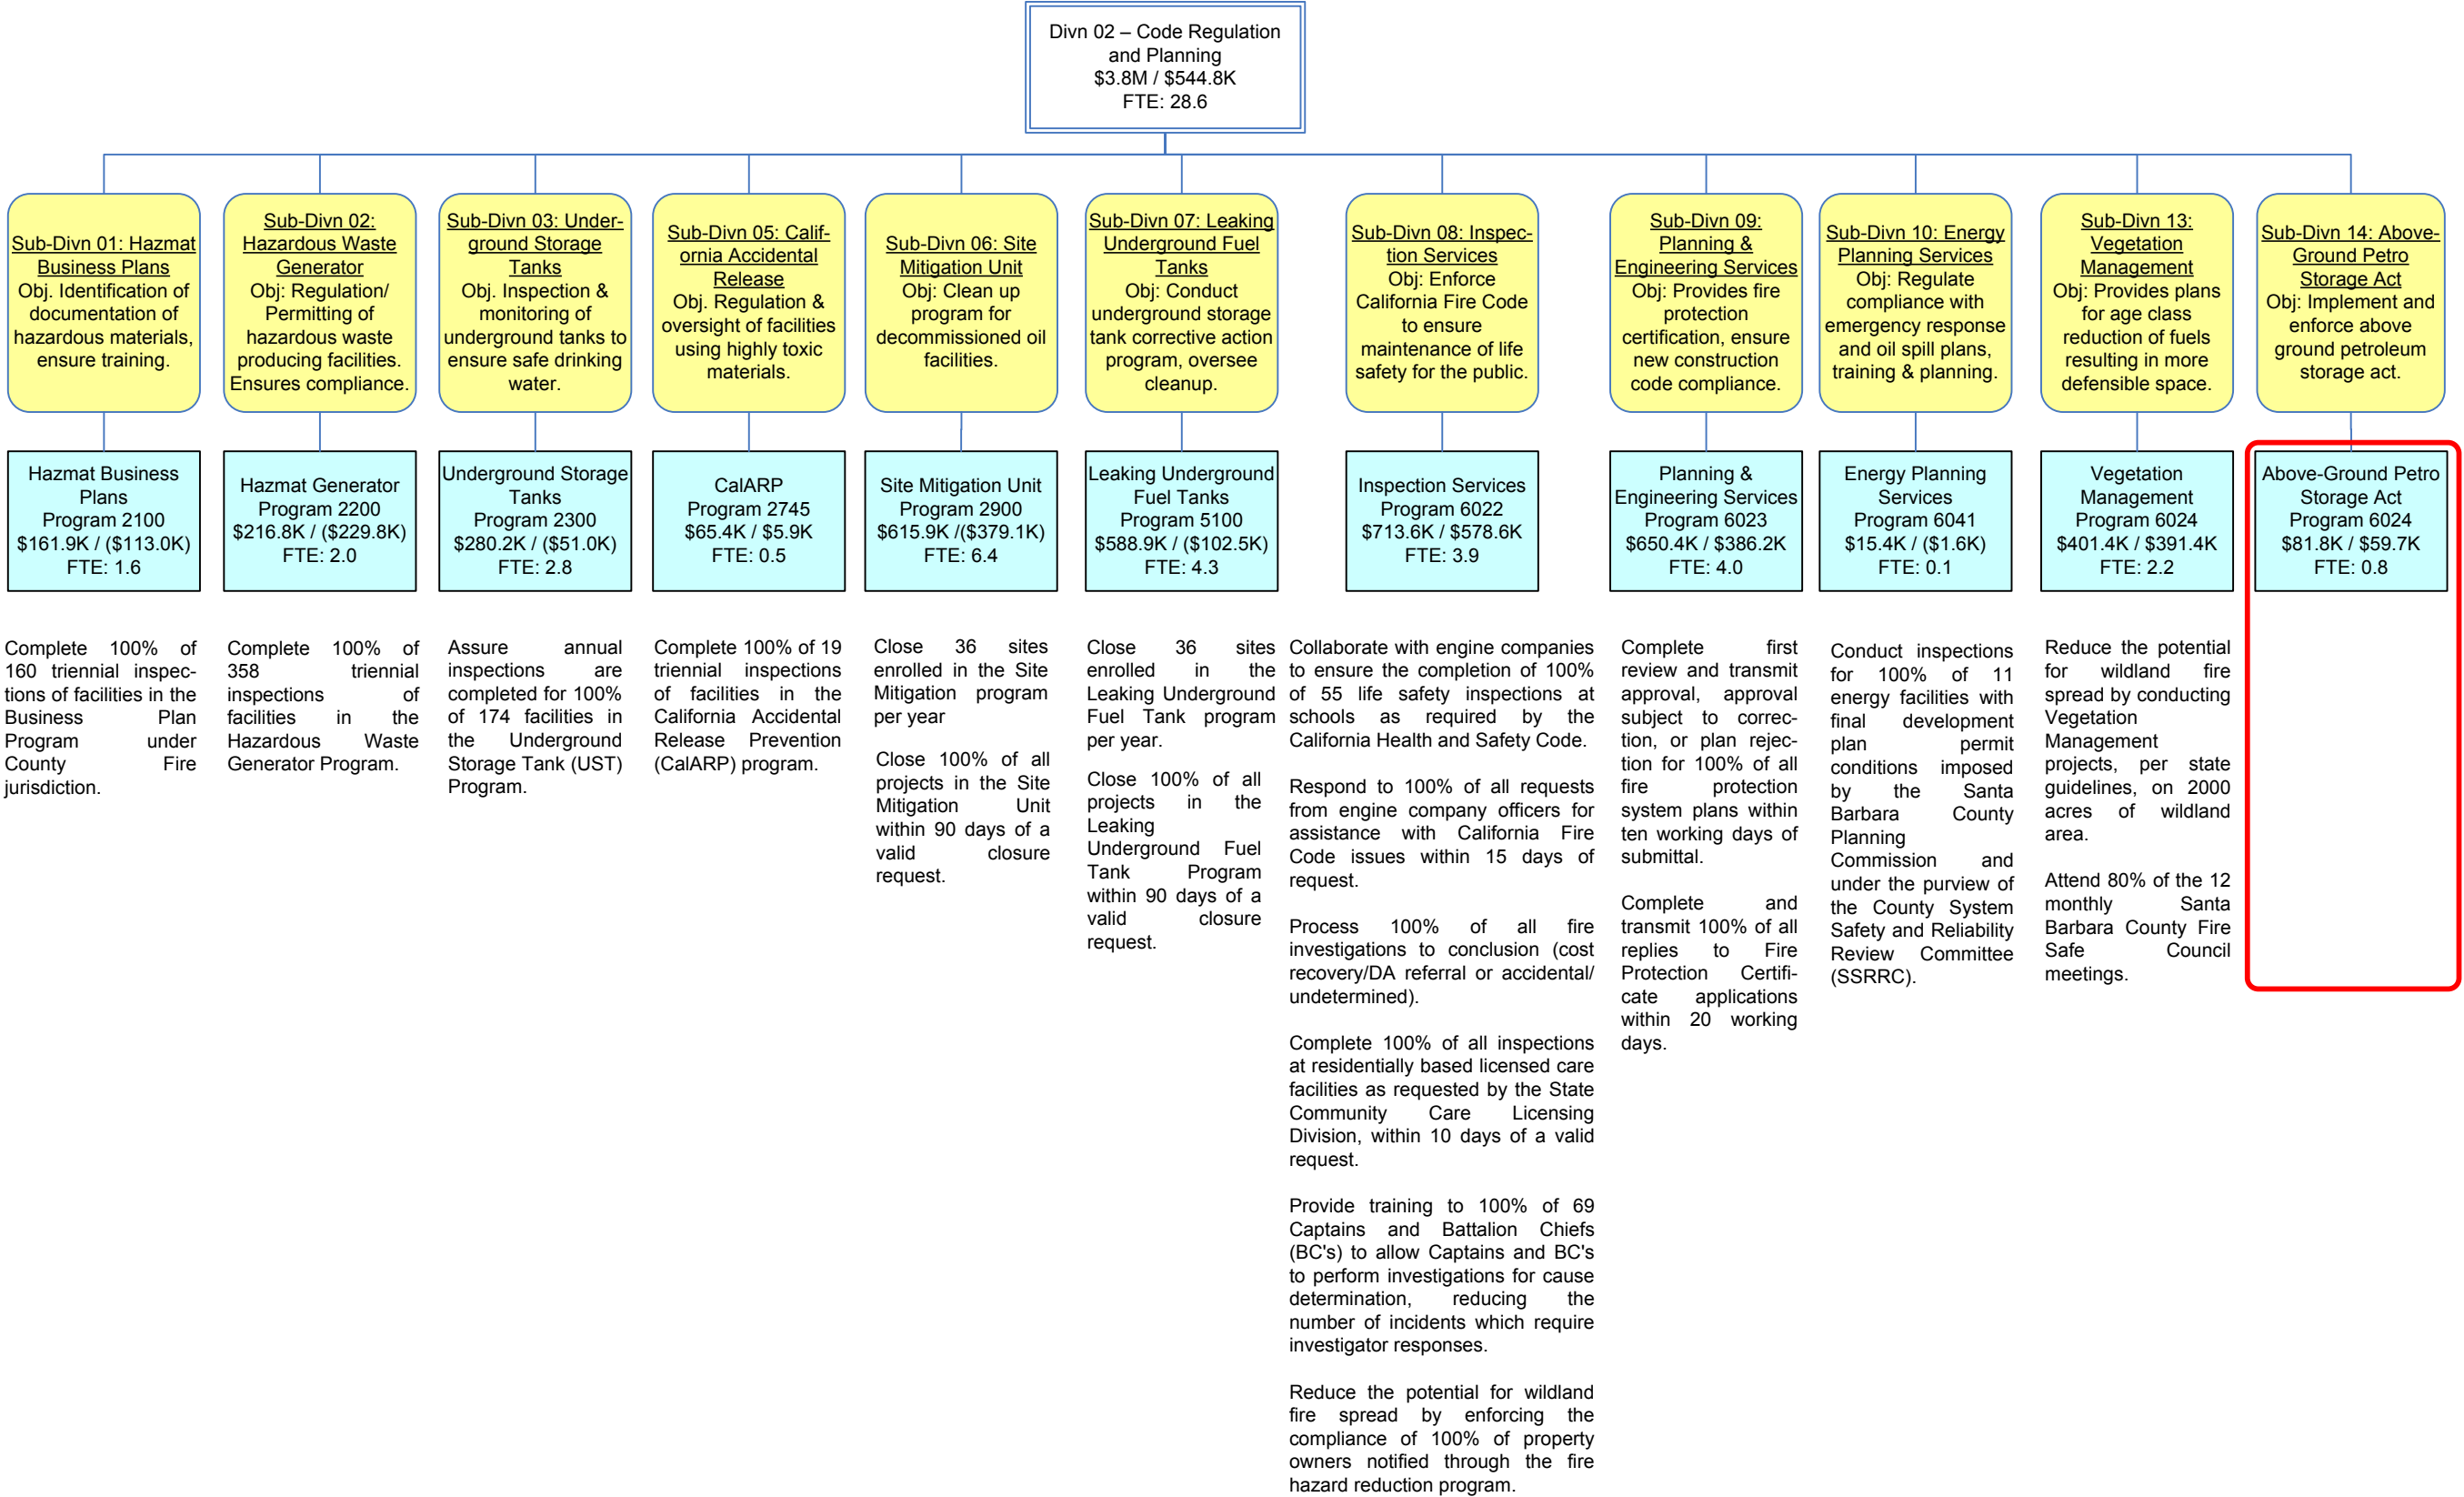 Divn 02 – Code Regulation
and Planning
$3.8M / $544.8K
FTE: 28.6
Sub-Divn 01: Hazmat
Business Plans
Obj. Identification of
documentation of
hazardous materials,
ensure training.
Sub-Divn 02:
Hazardous Waste
Generator
Obj: Regulation/
Permitting of
hazardous waste
producing facilities.
Ensures compliance.
Sub-Divn 03: Under-
ground Storage
Tanks
Obj. Inspection &
monitoring of
underground tanks to
ensure safe drinking
water.
Sub-Divn 05: Calif-
ornia Accidental
Release
Obj. Regulation &
oversight of facilities
using highly toxic
materials.
Sub-Divn 06: Site
Mitigation Unit
Obj: Clean up
program for
decommissioned oil
facilities.
Sub-Divn 07: Leaking
Underground Fuel
Tanks
Obj: Conduct
underground storage
tank corrective action
program, oversee
cleanup.
Sub-Divn 08: Inspec-
tion Services
Obj: Enforce
California Fire Code
to ensure
maintenance of life
safety for the public.
Sub-Divn 09:
Planning &
Engineering Services
Obj: Provides fire
protection
certification, ensure
new construction
code compliance.
Sub-Divn 10: Energy
Planning Services
Obj: Regulate
compliance with
emergency response
and oil spill plans,
training & planning.
Sub-Divn 13:
Vegetation
Management
Obj: Provides plans
for age class
reduction of fuels
resulting in more
defensible space.
Sub-Divn 14: Above-
Ground Petro
Storage Act
Obj: Implement and
enforce above
ground petroleum
storage act.
Hazmat Business
Plans
Program 2100
$161.9K / ($113.0K)
FTE: 1.6
Hazmat Generator
Program 2200
$216.8K / ($229.8K)
FTE: 2.0
Underground Storage
Tanks
Program 2300
$280.2K / ($51.0K)
FTE: 2.8
CalARP
Program 2745
$65.4K / $5.9K
FTE: 0.5
Site Mitigation Unit
Program 2900
$615.9K /($379.1K)
FTE: 6.4
Leaking Underground
Fuel Tanks
Program 5100
$588.9K / ($102.5K)
FTE: 4.3
Inspection Services
Program 6022
$713.6K / $578.6K
FTE: 3.9
Planning &
Engineering Services
Program 6023
$650.4K / $386.2K
FTE: 4.0
Energy Planning
Services
Program 6041
$15.4K / ($1.6K)
FTE: 0.1
Vegetation
Management
Program 6024
$401.4K / $391.4K
FTE: 2.2
Above-Ground Petro
Storage Act
Program 6024
$81.8K / $59.7K
FTE: 0.8
Complete 100% of
160 triennial inspec-
tions of facilities in the
Business Plan
Program under
County Fire
jurisdiction.
Complete 100% of
358 triennial
inspections of
facilities in the
Hazardous Waste
Generator Program.
Assure annual
inspections are
completed for 100%
of 174 facilities in
the Underground
Storage Tank (UST)
Program.
Complete 100% of 19
triennial inspections
of facilities in the
California Accidental
Release Prevention
(CalARP) program.
Close 36 sites
enrolled in the Site
Mitigation program
per year
Close 100% of all
projects in the Site
Mitigation Unit
within 90 days of a
valid closure
request.
Close 36 sites
enrolled in the
Leaking Underground
Fuel Tank program
per year.
Close 100% of all
projects in the
Leaking
Underground Fuel
Tank Program
within 90 days of a
valid closure
request.
Collaborate with engine companies
to ensure the completion of 100%
of 55 life safety inspections at
schools as required by the
California Health and Safety Code.
Respond to 100% of all requests
from engine company officers for
assistance with California Fire
Code issues within 15 days of
request.
Process 100% of all fire
investigations to conclusion (cost
recovery/DA referral or accidental/
undetermined).
Complete 100% of all inspections
at residentially based licensed care
facilities as requested by the State
Community Care Licensing
Division, within 10 days of a valid
request.
Provide training to 100% of 69
Captains and Battalion Chiefs
(BC's) to allow Captains and BC's
to perform investigations for cause
determination, reducing the
number of incidents which require
investigator responses.
Reduce the potential for wildland
fire spread by enforcing the
compliance of 100% of property
owners notified through the fire
hazard reduction program.
Complete first
review and transmit
approval, approval
subject to correc-
tion, or plan rejec-
tion for 100% of all
fire protection
system plans within
ten working days of
submittal.
Complete and
transmit 100% of all
replies to Fire
Protection Certifi-
cate applications
within 20 working
days.
Conduct inspections
for 100% of 11
energy facilities with
final development
plan permit
conditions imposed
by the Santa
Barbara County
Planning
Commission and
under the purview of
the County System
Safety and Reliability
Review Committee
(SSRRC).
Reduce the potential
for wildland fire
spread by conducting
Vegetation
Management
projects, per state
guidelines, on 2000
acres of wildland
area.
Attend 80% of the 12
monthly Santa
Barbara County Fire
Safe Council
meetings.